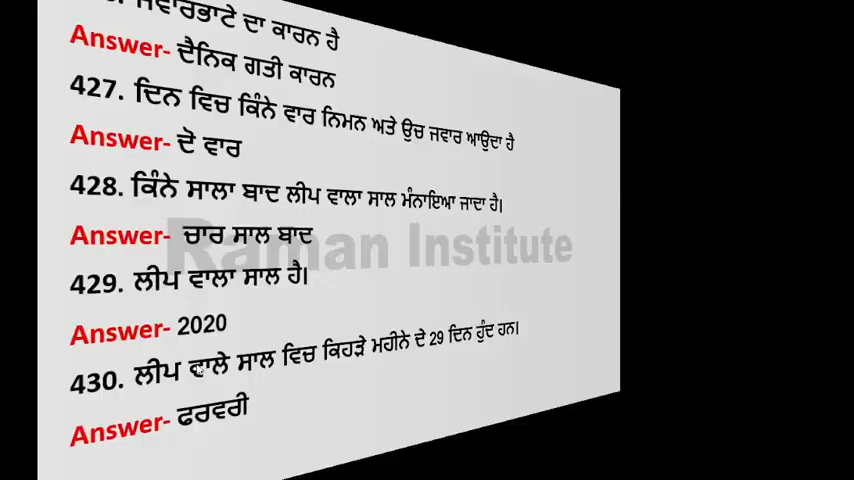 ਜਵਾਰਭਾਟੇ ਦਾ ਕਾਰਨ ਹੈ
Answer- ਦੈਨਿਕ ਗਤੀ ਕਾਰਨ
427. ਦਿਨ ਵਿਚ ਕਿੰਨੇ ਵਾਰ ਨਿਮਨ ਅਤੇ ਉਚ ਜਵਾਰ ਆਉਂਦਾ ਹੈ
Answer- ਦੋ ਵਾਰ
428. ਕਿੰਨੇ ਸਾਲਾ ਬਾਦ ਲੀਪ ਵਾਲਾ ਸਾਲ ਮੰਨਾਇਆ ਜਾਦਾ ਹੈ।
Answer- ਚਾਰ ਸਾਲ ਬਾਦ
Raman Institute
429. ਲੀਪ ਵਾਲਾ ਸਾਲ ਹੈ।
Answer- 2020
430. ਲੀਪ ਵਾਲੇ ਸਾਲ ਵਿਚ ਕਿਹੜੇ ਮਹੀਨੇ ਦੇ 29 ਦਿਨ ਹੁੰਦ ਹਨ।
Answer- ਫਰਵਰੀ